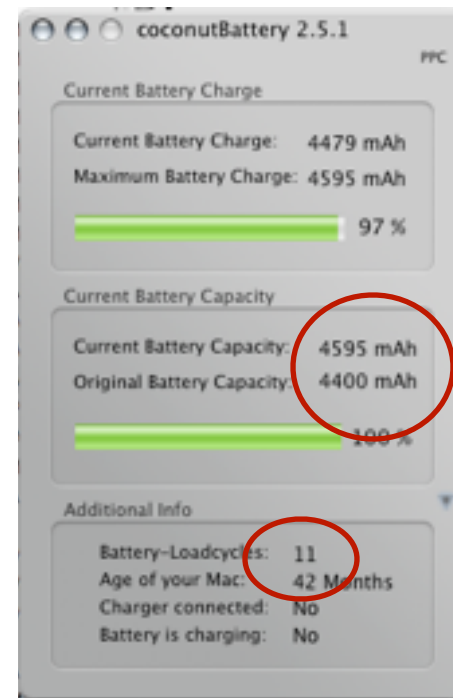 coconutBattery 2.5.1
PPC
Current Battery Charge
Current Battery Charge: 4479 mAh
Maximum Battery Charge: 4595 mAh
97 %
Current Battery Capacity
Current Battery Capacity: 4595 mAh
Original Battery Capacity: 4400 mAh
100 %
Additional Info
Battery-Loadcycles: 11
Age of your Mac: 42 Months
Charger connected: No
Battery is charging: No